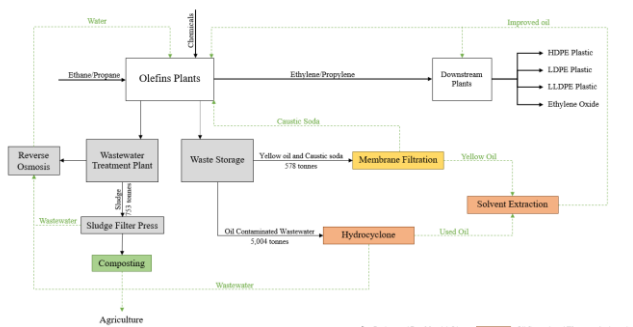 Water
Chemicals
Improved oil
Ethane/Propane
Olefins Plants
Ethylene/Propylene
Downstream
Plants
HDPE Plastic
LDPE Plastic
LLDPE Plastic
Ethylene Oxide
Caustic Soda
Reverse
Osmosis
Wastewater
Treatment Plant
Waste Storage
Yellow oil and Caustic soda
578 tonnes
Membrane Filtration
Yellow Oil
Sludge
753 tonnes
Solvent Extraction
Wastewater
Sludge Filter Press
Oil Contaminated Wastewater
5,004 tonnes
Hydrocyclone
Used Oil
Composting
Wastewater
Agriculture